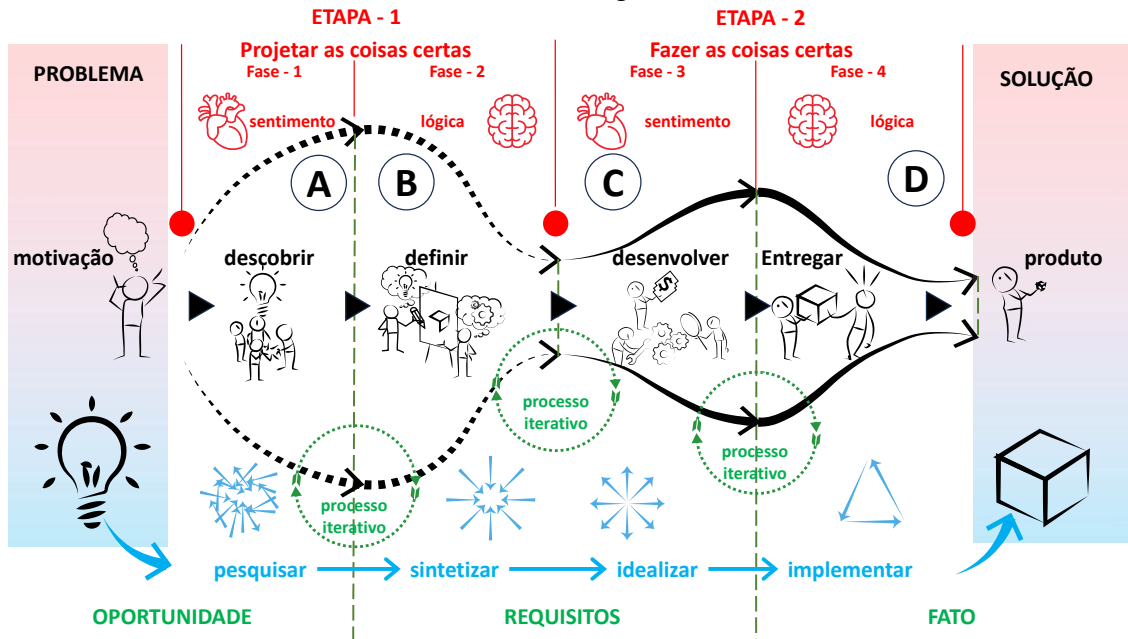 ETAPA - 1
ETAPA - 2
Projetar as coisas certas
Fazer as coisas certas
PROBLEMA
Fase - 1
Fase - 2
Fase - 3
Fase - 4
SOLUÇÃO
sentimento
lógica
sentimento
lógica
A
B
C
D
motivação
descobrir
definir
desenvolver
Entregar
produto
$
processo
iterativo
processo
iterativo
processo
iterativo
pesquisar
sintetizar
idealizar
implementar
OPORTUNIDADE
REQUISITOS
FATO